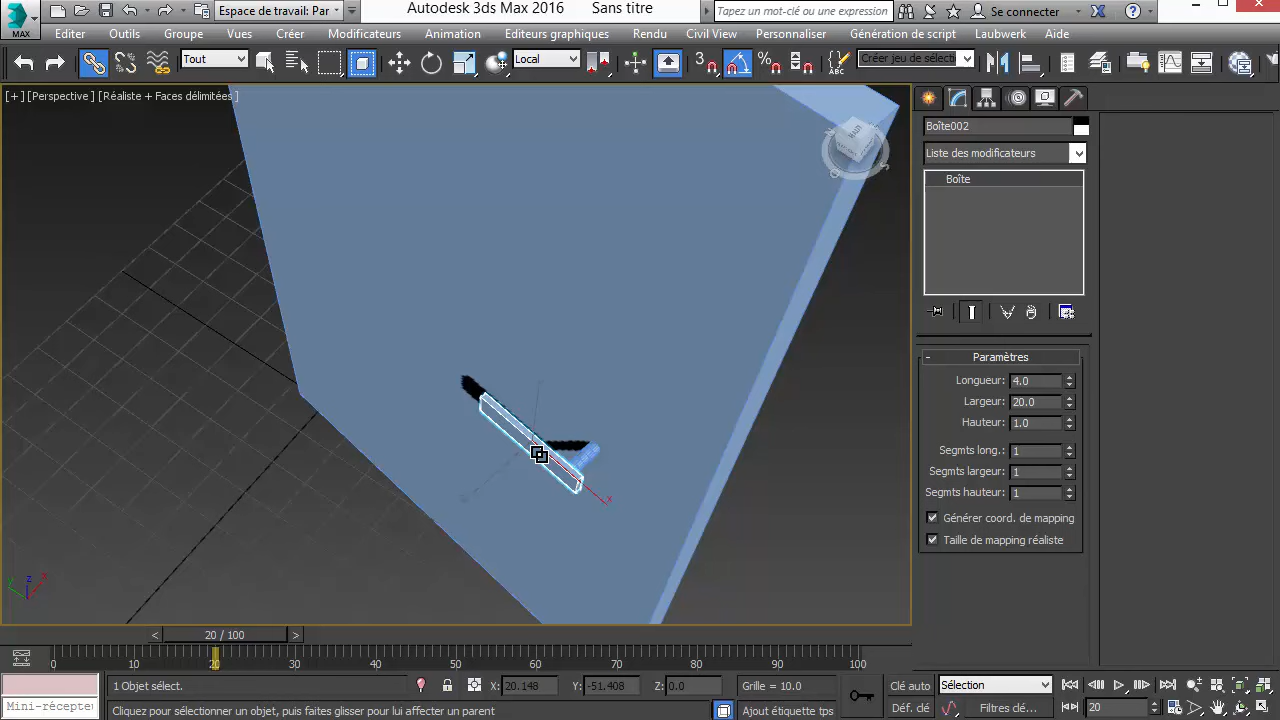 MAX
Espace de travail: Par
Autodesk 3ds Max 2016 Sans titre
Tapez un mot-clé ou une expression
Se connecter
Editer Outils Groupe Vues Créer Modificateurs Animation Editeurs graphiques Rendu Civil View Personnaliser Génération de script Laubwerk Aide
Tout
Local
3
%
ABC
Créer jeu de sélecti
[+] [Perspective] [Réaliste + Faces délimitées]
Boîte002
Liste des modificateurs
Boîte
- Paramètres
Longueur: 4.0
Largeur: 20.0
Hauteur: 1.0
Segmts long.: 1
Segmts largeur: 1
Segmts hauteur: 1
Générer coord. de mapping
Taille de mapping réaliste
x
z
y
x
< 20 / 100 >
0 10 20 30 40 50 60 70 80 90 100
1 Objet sélect.
X: 20.148 Y: -51.408 Z: 0.0
Grille = 10.0
Clé auto
Sélection
Mini-récepte
Cliquez pour sélectionner un objet, puis faites glisser pour lui affecter un parent
Ajout étiquette tps
Déf. dé
Filtres clé...
20